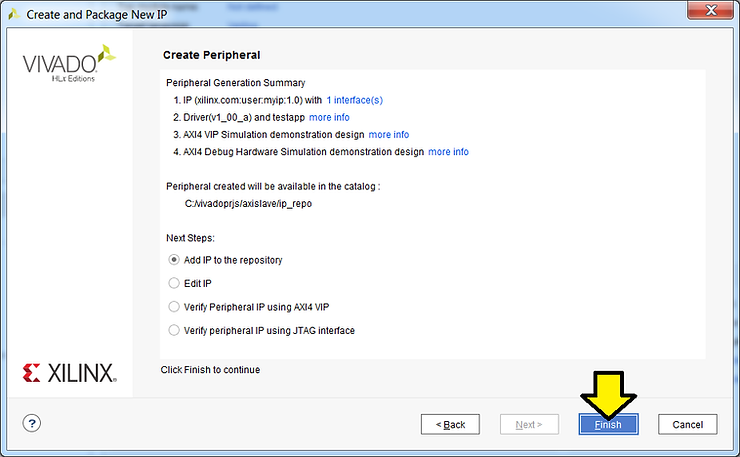 Create and Package New IP
VIVADO
HLx Editions
Create Peripheral
Peripheral Generation Summary
1. IP (xilinx.com:user:myip:1.0) with 1 interface(s)
2. Driver(v1_00_a) and testapp more info
3. AXI4 VIP Simulation demonstration design more info
4. AXI4 Debug Hardware Simulation demonstration design more info
Peripheral created will be available in the catalog :
C:/vivadoprjs/axislave/ip_repo
Next Steps:
Add IP to the repository
Edit IP
Verify Peripheral IP using AXI4 VIP
Verify peripheral IP using JTAG interface
Click Finish to continue
XILINX.
?
< Back
Next >
Finish
Cancel